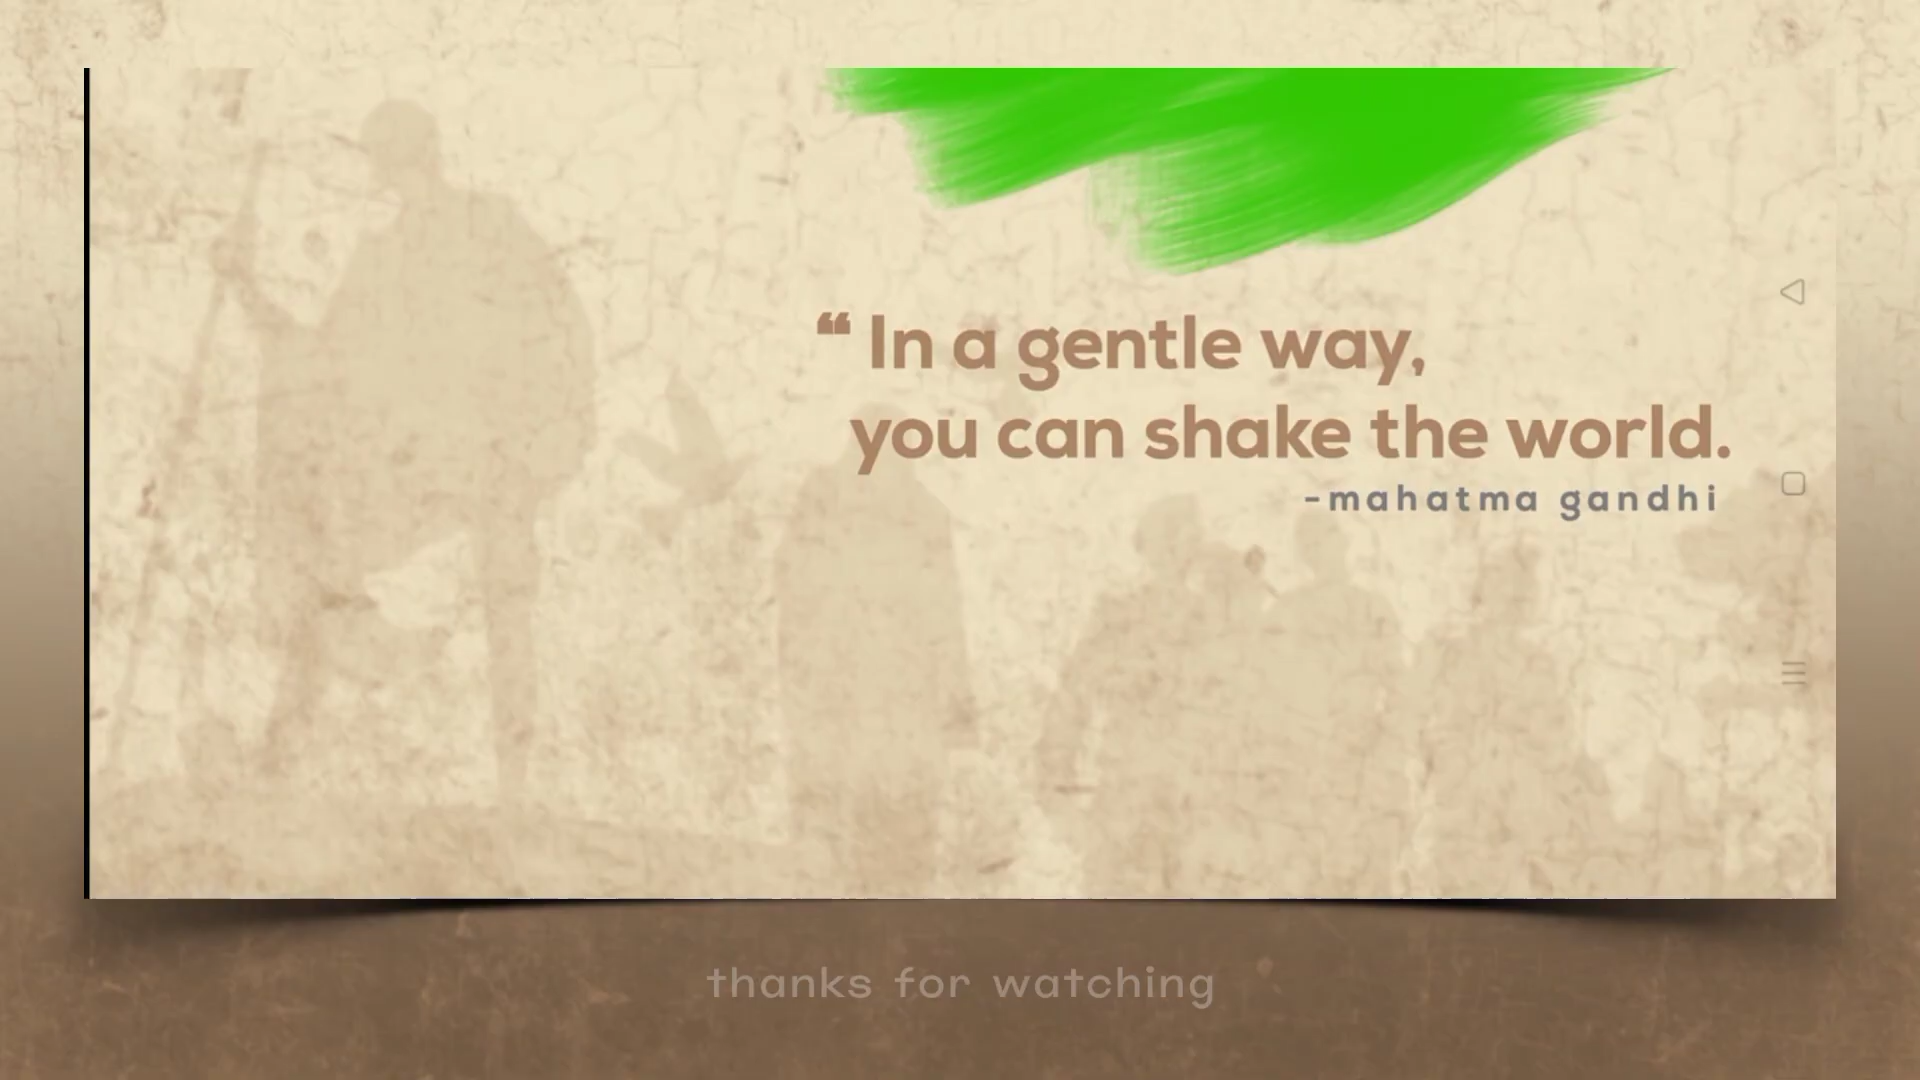 ❝ In a gentle way,
you can shake the world.
-mahatma gandhi
thanks for watching